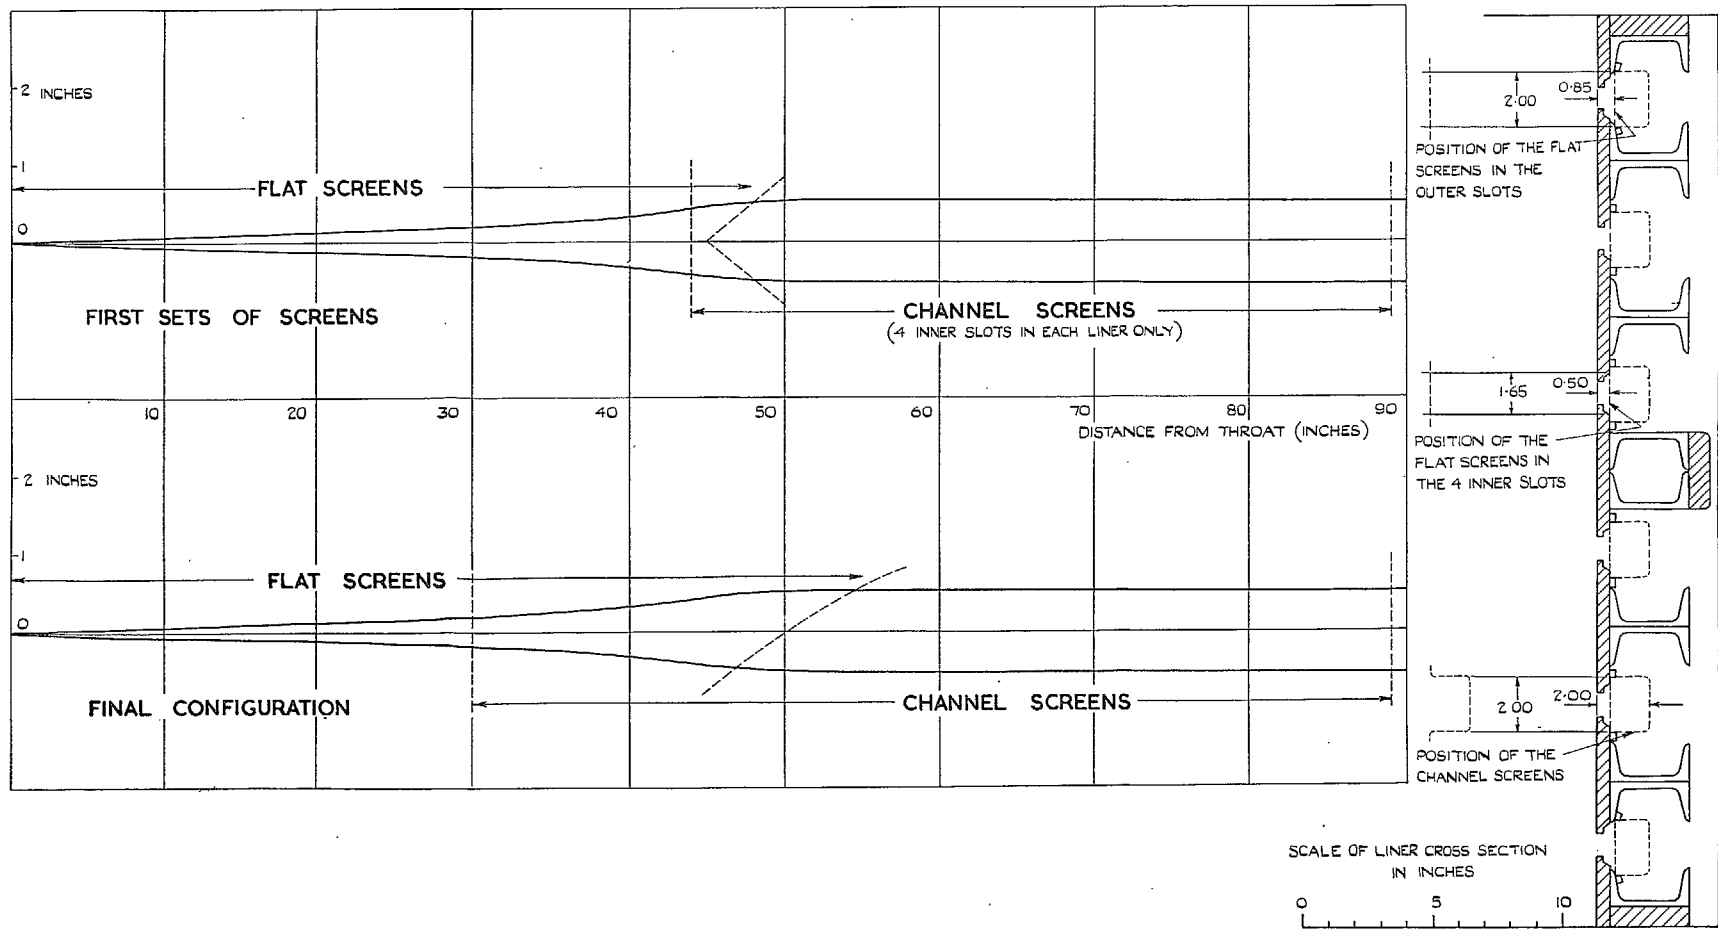 2 INCHES
1
FLAT SCREENS
0
FIRST SETS OF SCREENS
CHANNEL SCREENS
(4 INNER SLOTS IN EACH LINER ONLY)
10 20 30 40 50 60 70 80 90
DISTANCE FROM THROAT (INCHES)
2 INCHES
1
FLAT SCREENS
0
FINAL CONFIGURATION
CHANNEL SCREENS
0·85
2·00
POSITION OF THE FLAT
SCREENS IN THE
OUTER SLOTS
0·50
1·65
POSITION OF THE
FLAT SCREENS IN
THE 4 INNER SLOTS
2·00
2·00
POSITION OF THE
CHANNEL SCREENS
SCALE OF LINER CROSS SECTION
IN INCHES
0 5 10